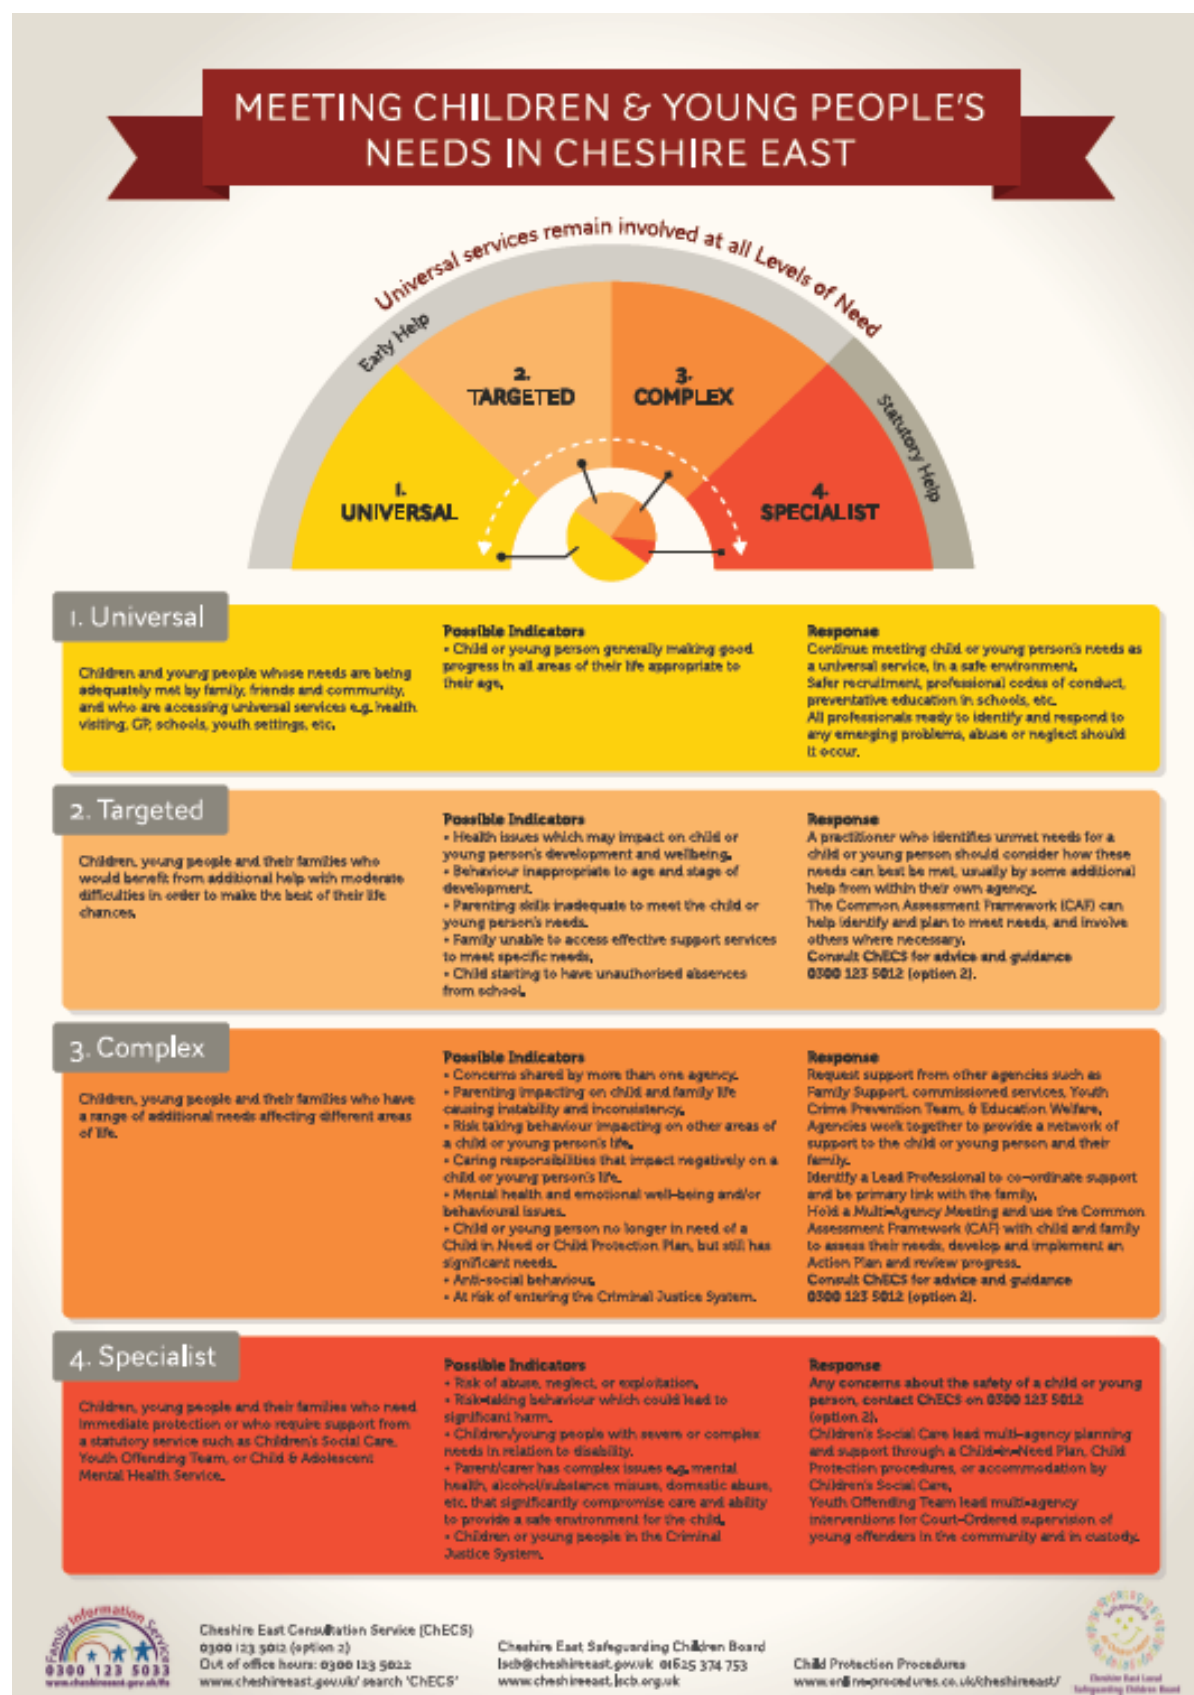 MEETING CHILDREN & YOUNG PEOPLE'S
NEEDS IN CHESHIRE EAST
Universal services remain involved at all Levels of Need
Early Help
Statutory Help
2.
TARGETED
3.
COMPLEX
1.
UNIVERSAL
4.
SPECIALIST
1. Universal
Children and young people whose needs are being
adequately met by family, friends and community,
and who are accessing universal services e.g. health
visiting, GP, schools, youth settings, etc.
Possible Indicators
• Child or young person generally making good
progress in all areas of their life appropriate to
their age.
Response
Continue meeting child or young person's needs as
a universal service, in a safe environment.
Safer recruitment, professional codes of conduct,
preventative education in schools, etc.
All professionals ready to identify and respond to
any emerging problems, abuse or neglect should
it occur.
2. Targeted
Children, young people and their families who
would benefit from additional help with moderate
difficulties in order to make the best of their life
chances.
Possible Indicators
• Health issues which may impact on child or
young person's development and wellbeing.
• Behaviour inappropriate to age and stage of
development.
• Parenting skills inadequate to meet the child or
young person's needs.
• Family unable to access effective support services
to meet specific needs.
• Child starting to have unauthorised absences
from school.
Response
A practitioner who identifies unmet needs for a
child or young person should consider how these
needs can best be met, usually by some additional
help from within their own agency.
The Common Assessment Framework (CAF) can
help identify and plan to meet needs, and involve
others where necessary.
Consult ChECS for advice and guidance
0300 123 5012 (option 2).
3. Complex
Children, young people and their families who have
a range of additional needs affecting different areas
of life.
Possible Indicators
• Concerns shared by more than one agency.
• Parenting impacting on child and family life
causing instability and inconsistency.
• Risk taking behaviour impacting on other areas of
a child or young person's life.
• Caring responsibilities that impact negatively on a
child or young person's life.
• Mental health and emotional well-being and/or
behavioural issues.
• Child or young person no longer in need of a
Child in Need or Child Protection Plan, but still has
significant needs.
• Anti-social behaviour.
• At risk of entering the Criminal Justice System.
Response
Request support from other agencies such as
Family Support, commissioned services, Youth
Crime Prevention Team, & Education Welfare.
Agencies work together to provide a network of
support to the child or young person and their
family.
Identify a Lead Professional to co-ordinate support
and be primary link with the family.
Hold a Multi-Agency Meeting and use the Common
Assessment Framework (CAF) with child and family
to assess their needs, develop and implement an
Action Plan and review progress.
Consult ChECS for advice and guidance
0300 123 5012 (option 2).
4. Specialist
Children, young people and their families who need
immediate protection or who require support from
a statutory service such as Children's Social Care,
Youth Offending Team, or Child & Adolescent
Mental Health Service.
Possible Indicators
• Risk of abuse, neglect, or exploitation.
• Risk-taking behaviour which could lead to
significant harm.
• Children/young people with severe or complex
needs in relation to disability.
• Parent/carer has complex issues e.g. mental
health, alcohol/substance misuse, domestic abuse,
etc. that significantly compromise care and ability
to provide a safe environment for the child.
• Children or young people in the Criminal
Justice System.
Response
Any concerns about the safety of a child or young
person, contact ChECS on 0300 123 5012
(option 2).
Children's Social Care lead multi-agency planning
and support through a Child-in-Need Plan, Child
Protection procedures, or accommodation by
Children's Social Care.
Youth Offending Team lead multi-agency
interventions for Court-Ordered supervision of
young offenders in the community and in custody.
Family Information Service
0300 123 5033
www.cheshireeast.gov.uk/fis
Cheshire East Consultation Service (ChECS)
0300 123 5012 (option 2)
Out of office hours: 0300 123 5022
www.cheshireeast.gov.uk/ search 'ChECS'
Cheshire East Safeguarding Children Board
lscb@cheshireeast.gov.uk 01625 374 753
www.cheshireeast.lscb.org.uk
Child Protection Procedures
www.online-procedures.co.uk/cheshireeast/
Safeguarding
Cheshire East Local
Safeguarding Children Board